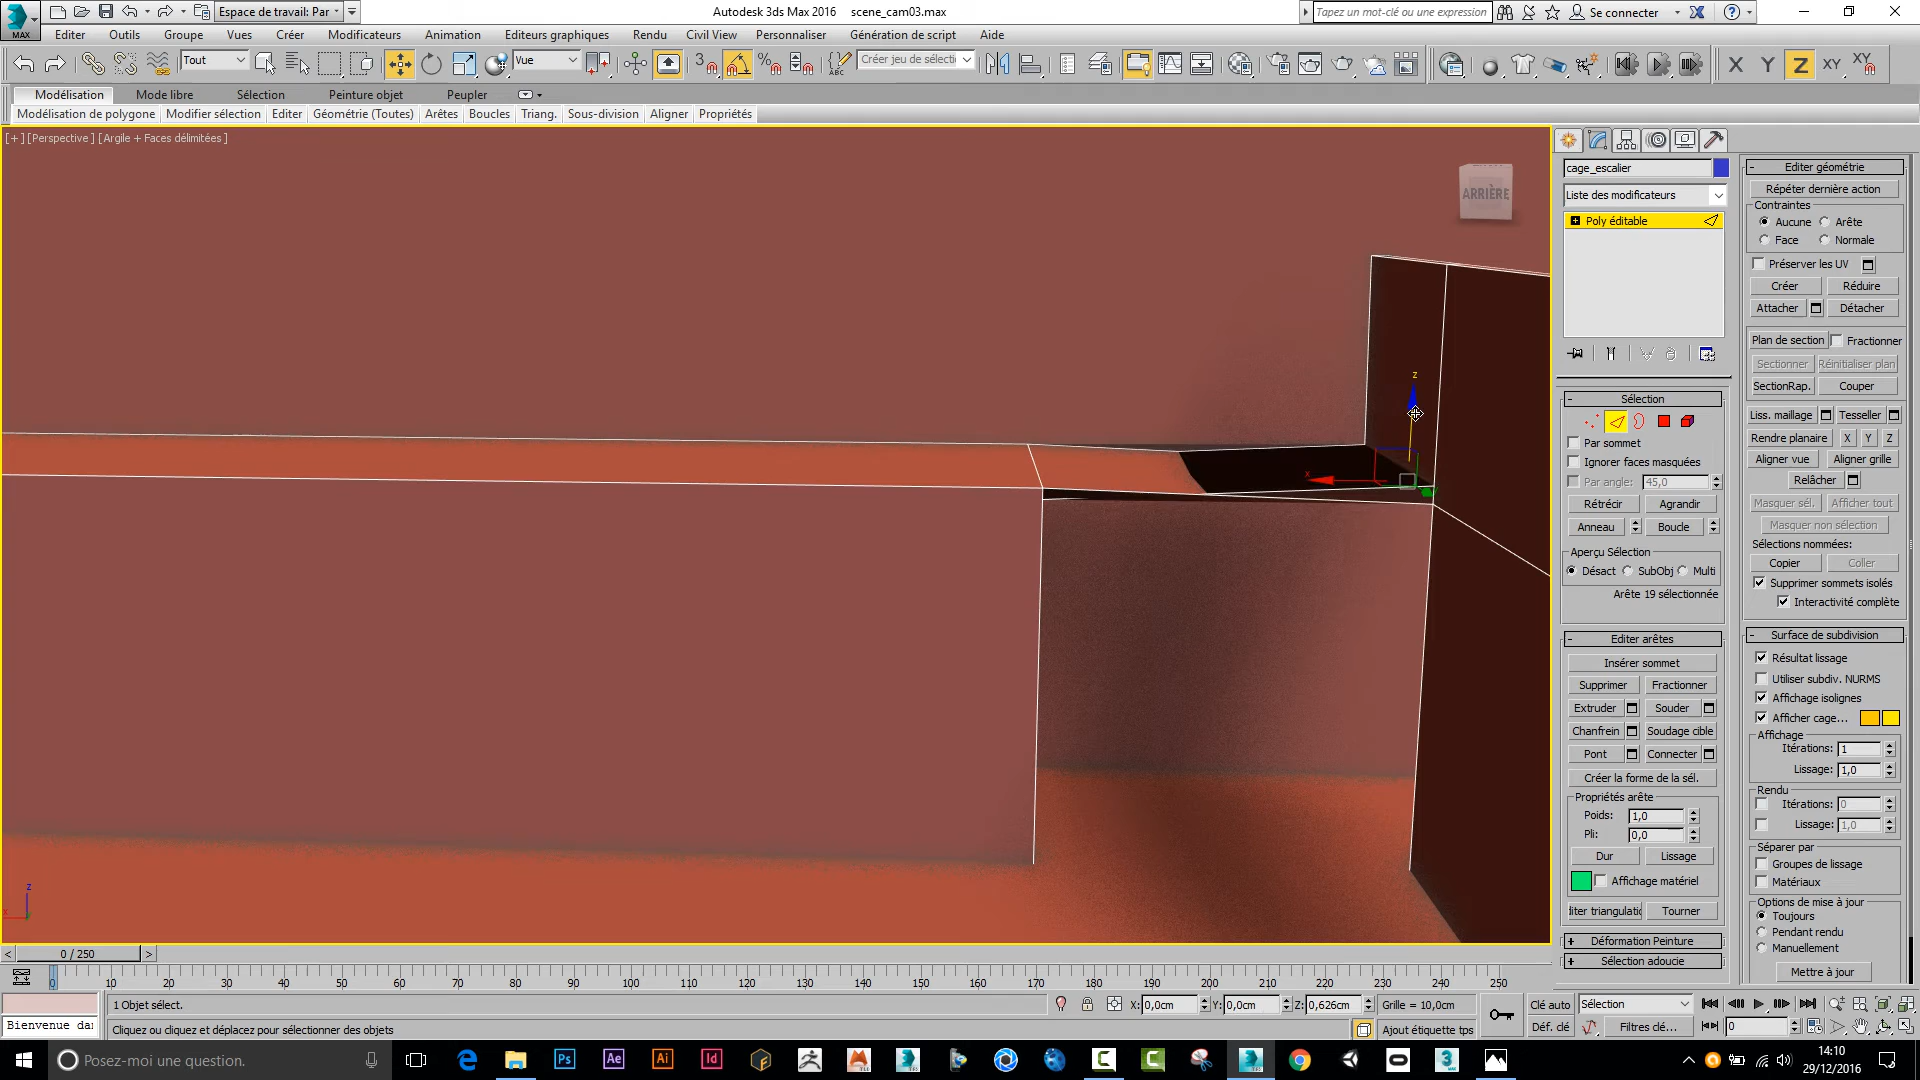 Espace de travail: Par
Autodesk 3ds Max 2016 scene_cam03.max
Tapez un mot-clé ou une expression
Se connecter
MAX
Editer Outils Groupe Vues Créer Modificateurs Animation Editeurs graphiques Rendu Civil View Personnaliser Génération de script Aide
Tout
Vue
3
ABC
Créer jeu de sélecti
X Y Z XY XY
Modélisation Mode libre Sélection Peinture objet Peupler
Modélisation de polygone Modifier sélection Editer Géométrie (Toutes) Arêtes Boucles Triang. Sous-division Aligner Propriétés
[+] [Perspective ] [Argile + Faces délimitées ]
ARRIÈRE
z
x
z
x
cage_escalier
Liste des modificateurs
Poly éditable
Sélection
Par sommet
Ignorer faces masquées
Par angle: 45,0
Rétrécir Agrandir
Anneau Boucle
Aperçu Sélection
Désact SubObj Multi
Arête 19 sélectionnée
Editer arêtes
Insérer sommet
Supprimer Fractionner
Extruder Souder
Chanfrein Soudage cible
Pont Connecter
Créer la forme de la sél.
Propriétés arête
Poids: 1,0
Pli: 0,0
Dur Lissage
Affichage matériel
diter triangulatic Tourner
Déformation Peinture
Sélection adoucie
Editer géométrie
Répéter dernière action
Contraintes
Aucune Arête
Face Normale
Préserver les UV
Créer Réduire
Attacher Détacher
Plan de section Fractionner
Sectionner Réinitialiser plan
SectionRap. Couper
Liss. maillage Tesseller
Rendre planaire X Y Z
Aligner vue Aligner grille
Relâcher
Masquer sél. Afficher tout
Masquer non sélection
Sélections nommées:
Copier Coller
Supprimer sommets isolés
Interactivité complète
Surface de subdivision
Résultat lissage
Utiliser subdiv. NURMS
Affichage isolignes
Afficher cage...
Affichage
Itérations: 1
Lissage: 1,0
Rendu
Itérations: 0
Lissage: 1,0
Séparer par
Groupes de lissage
Matériaux
Options de mise à jour
Toujours
Pendant rendu
Manuellement
Mettre à jour
< 0 / 250 >
0 10 20 30 40 50 60 70 80 90 100 110 120 130 140 150 160 170 180 190 200 210 220 230 240 250
1 Objet sélect.
X: 0,0cm Y: 0,0cm Z: 0,626cm Grille = 10,0cm
Clé auto Sélection
Bienvenue da
Cliquez ou cliquez et déplacez pour sélectionner des objets
Ajout étiquette tps
Déf. clé Filtres clé... 0
Posez-moi une question.
Ps Ae Ai Id
14:10
29/12/2016